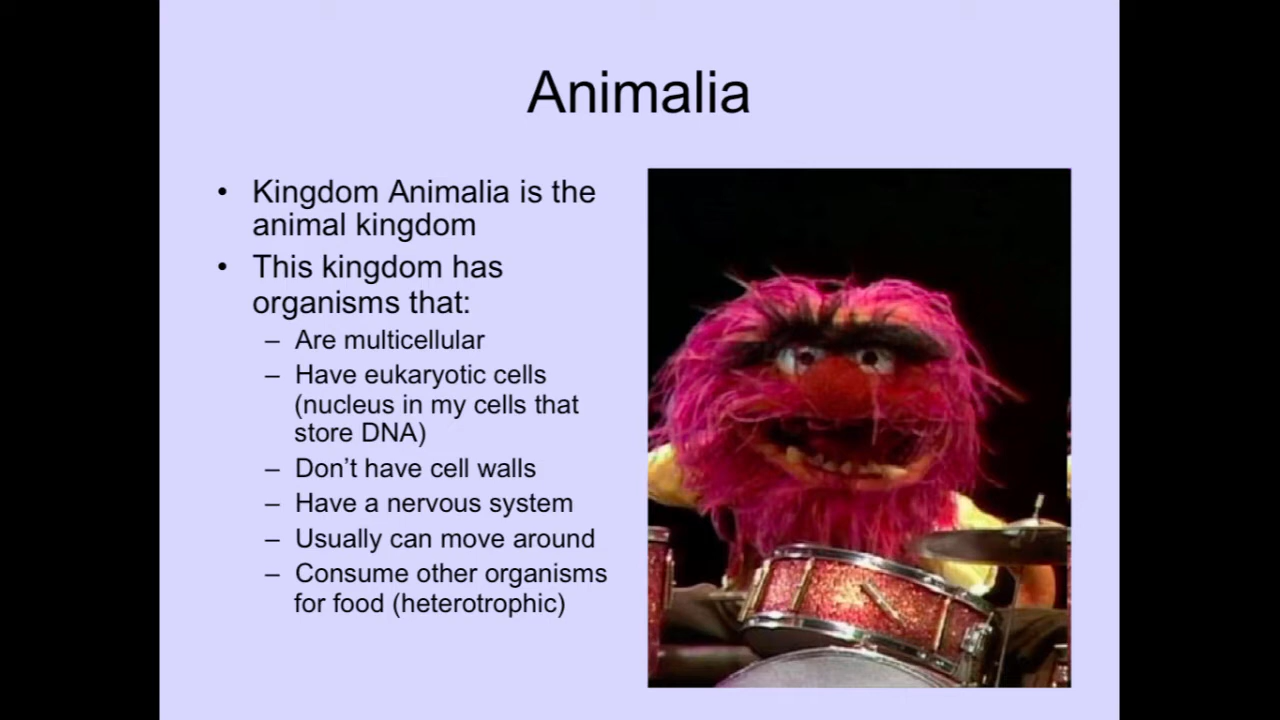 Animalia
• Kingdom Animalia is the
animal kingdom
• This kingdom has
organisms that:
– Are multicellular
– Have eukaryotic cells
(nucleus in my cells that
store DNA)
– Don’t have cell walls
– Have a nervous system
– Usually can move around
– Consume other organisms
for food (heterotrophic)